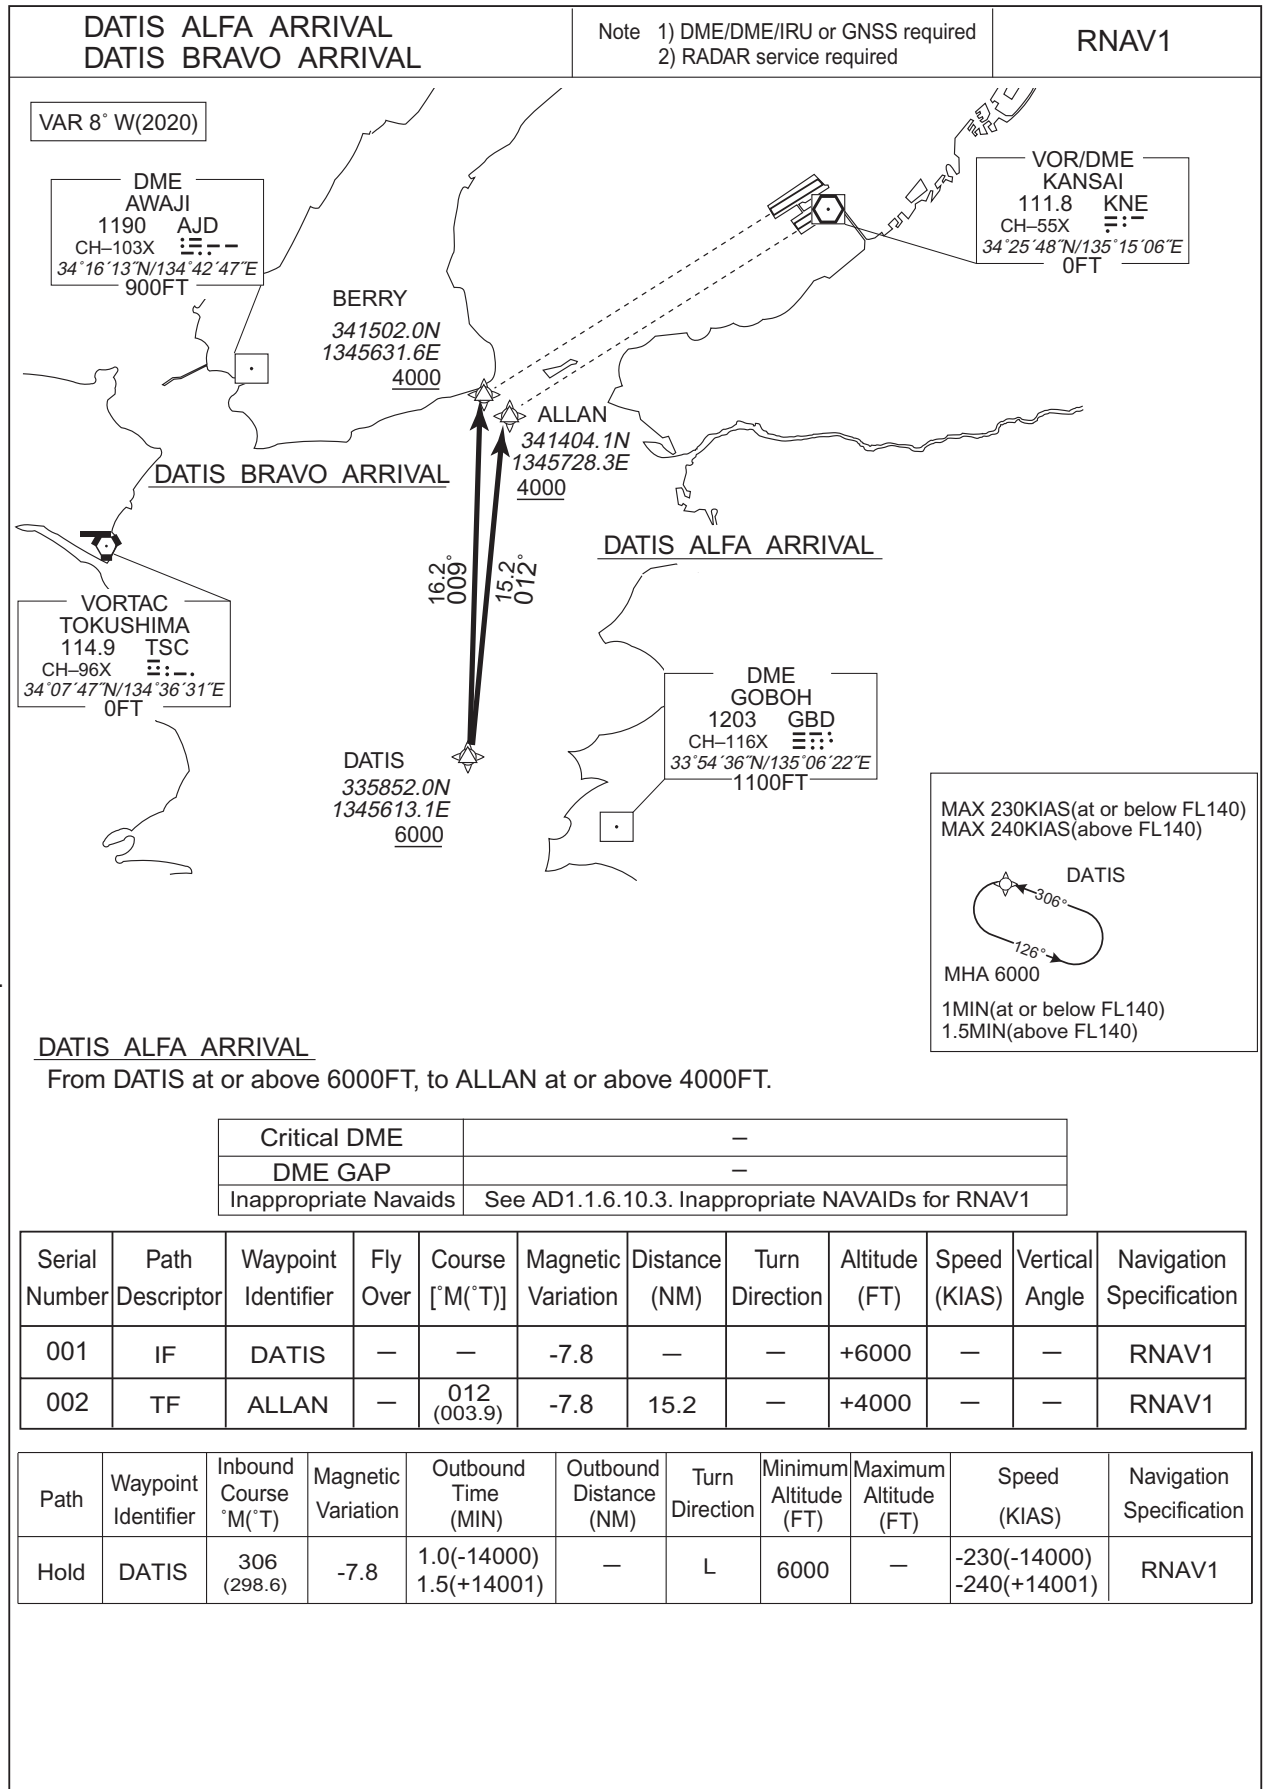 DATIS ALFA ARRIVAL
DATIS BRAVO ARRIVAL
Note 1) DME/DME/IRU or GNSS required
2) RADAR service required
RNAV1
VAR 8° W(2020)
DME
AWAJI
1190 AJD
CH–103X
34°16´13˝N/134°42´47˝E
900FT
VOR/DME
KANSAI
111.8 KNE
CH–55X
34°25´48˝N/135°15´06˝E
0FT
BERRY
341502.0N
1345631.6E
4000
ALLAN
341404.1N
1345728.3E
4000
DATIS BRAVO ARRIVAL
DATIS ALFA ARRIVAL
16.2
009°
15.2
012°
VORTAC
TOKUSHIMA
114.9 TSC
CH–96X
34°07´47˝N/134°36´31˝E
0FT
DME
GOBOH
1203 GBD
CH–116X
33°54´36˝N/135°06´22˝E
1100FT
DATIS
335852.0N
1345613.1E
6000
MAX 230KIAS(at or below FL140)
MAX 240KIAS(above FL140)
DATIS
306°
126°
MHA 6000
1MIN(at or below FL140)
1.5MIN(above FL140)
DATIS ALFA ARRIVAL
From DATIS at or above 6000FT, to ALLAN at or above 4000FT.
Critical DME –
DME GAP –
Inappropriate Navaids See AD1.1.6.10.3. Inappropriate NAVAIDs for RNAV1
Serial Number Path Descriptor Waypoint Identifier Fly Over Course [°M(°T)] Magnetic Variation Distance (NM) Turn Direction Altitude (FT) Speed (KIAS) Vertical Angle Navigation Specification
001 IF DATIS – – -7.8 – – +6000 – – RNAV1
002 TF ALLAN – 012 (003.9) -7.8 15.2 – +4000 – – RNAV1
Path Waypoint Identifier Inbound Course °M(°T) Magnetic Variation Outbound Time (MIN) Outbound Distance (NM) Turn Direction Minimum Altitude (FT) Maximum Altitude (FT) Speed (KIAS) Navigation Specification
Hold DATIS 306 (298.6) -7.8 1.0(-14000) 1.5(+14001) – L 6000 – -230(-14000) -240(+14001) RNAV1